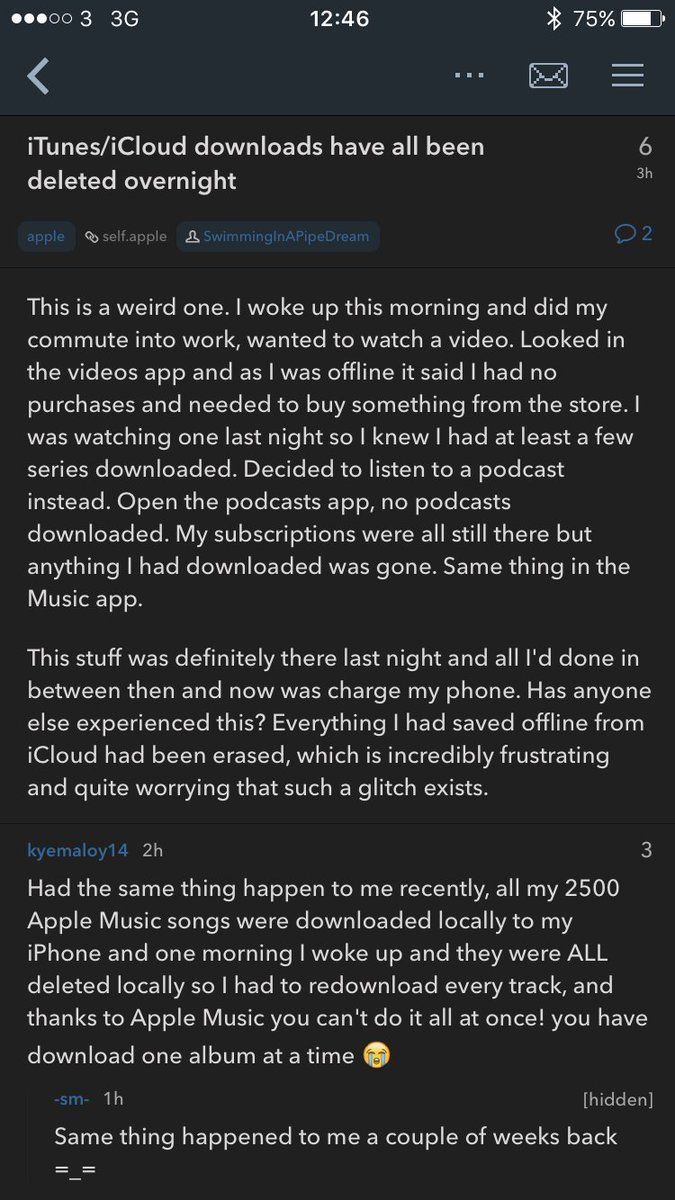 3 3G 12:46 75%
iTunes/iCloud downloads have all been
deleted overnight
6
3h
apple self.apple SwimmingInAPipeDream 2
This is a weird one. I woke up this morning and did my
commute into work, wanted to watch a video. Looked in
the videos app and as I was offline it said I had no
purchases and needed to buy something from the store. I
was watching one last night so I knew I had at least a few
series downloaded. Decided to listen to a podcast
instead. Open the podcasts app, no podcasts
downloaded. My subscriptions were all still there but
anything I had downloaded was gone. Same thing in the
Music app.
This stuff was definitely there last night and all I'd done in
between then and now was charge my phone. Has anyone
else experienced this? Everything I had saved offline from
iCloud had been erased, which is incredibly frustrating
and quite worrying that such a glitch exists.
kyemaloy14 2h 3
Had the same thing happen to me recently, all my 2500
Apple Music songs were downloaded locally to my
iPhone and one morning I woke up and they were ALL
deleted locally so I had to redownload every track, and
thanks to Apple Music you can't do it all at once! you have
download one album at a time 😭
-sm- 1h [hidden]
Same thing happened to me a couple of weeks back
=_=